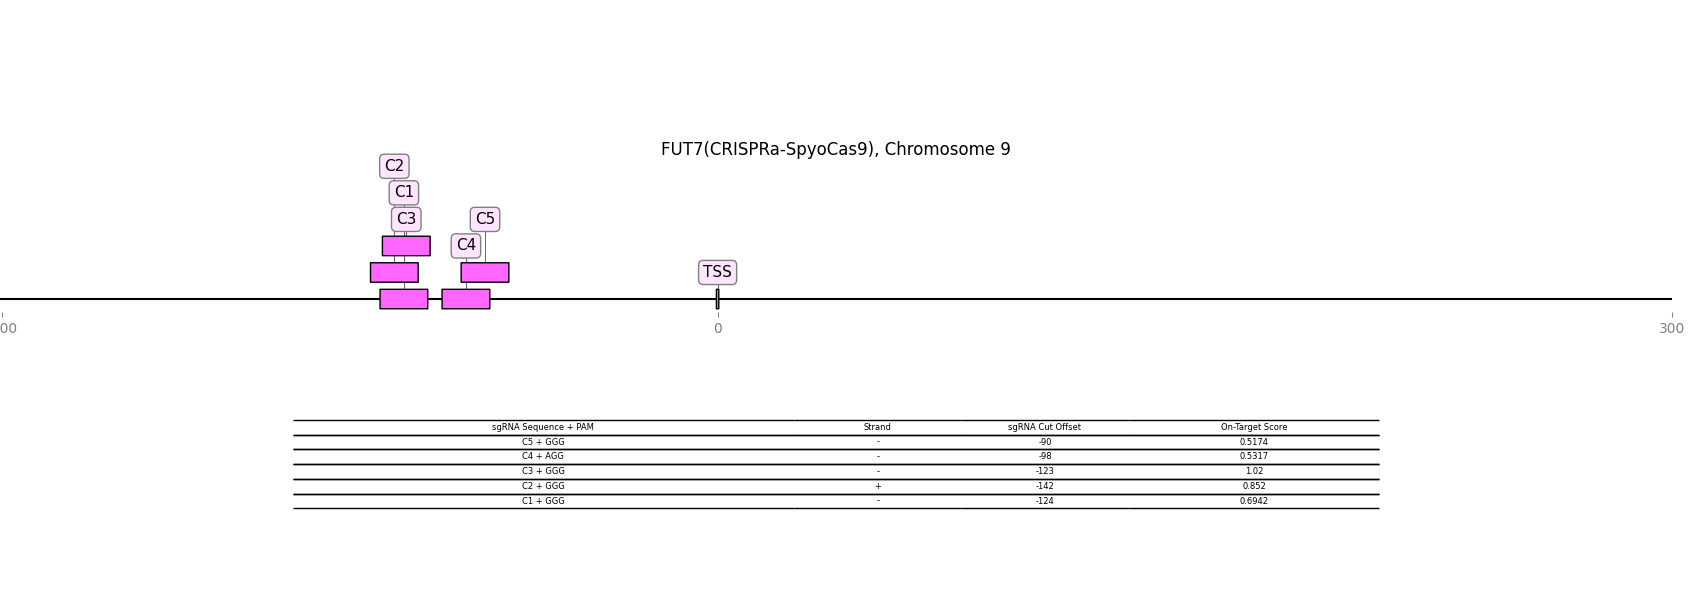 FUT7(CRISPRa-SpyoCas9), Chromosome 9
C2
C1
C3
C5
C4
TSS
00
0
300
sgRNA Sequence + PAM Strand sgRNA Cut Offset On-Target Score
C5 + GGG - -90 0.5174
C4 + AGG - -98 0.5317
C3 + GGG - -123 1.02
C2 + GGG + -142 0.852
C1 + GGG - -124 0.6942